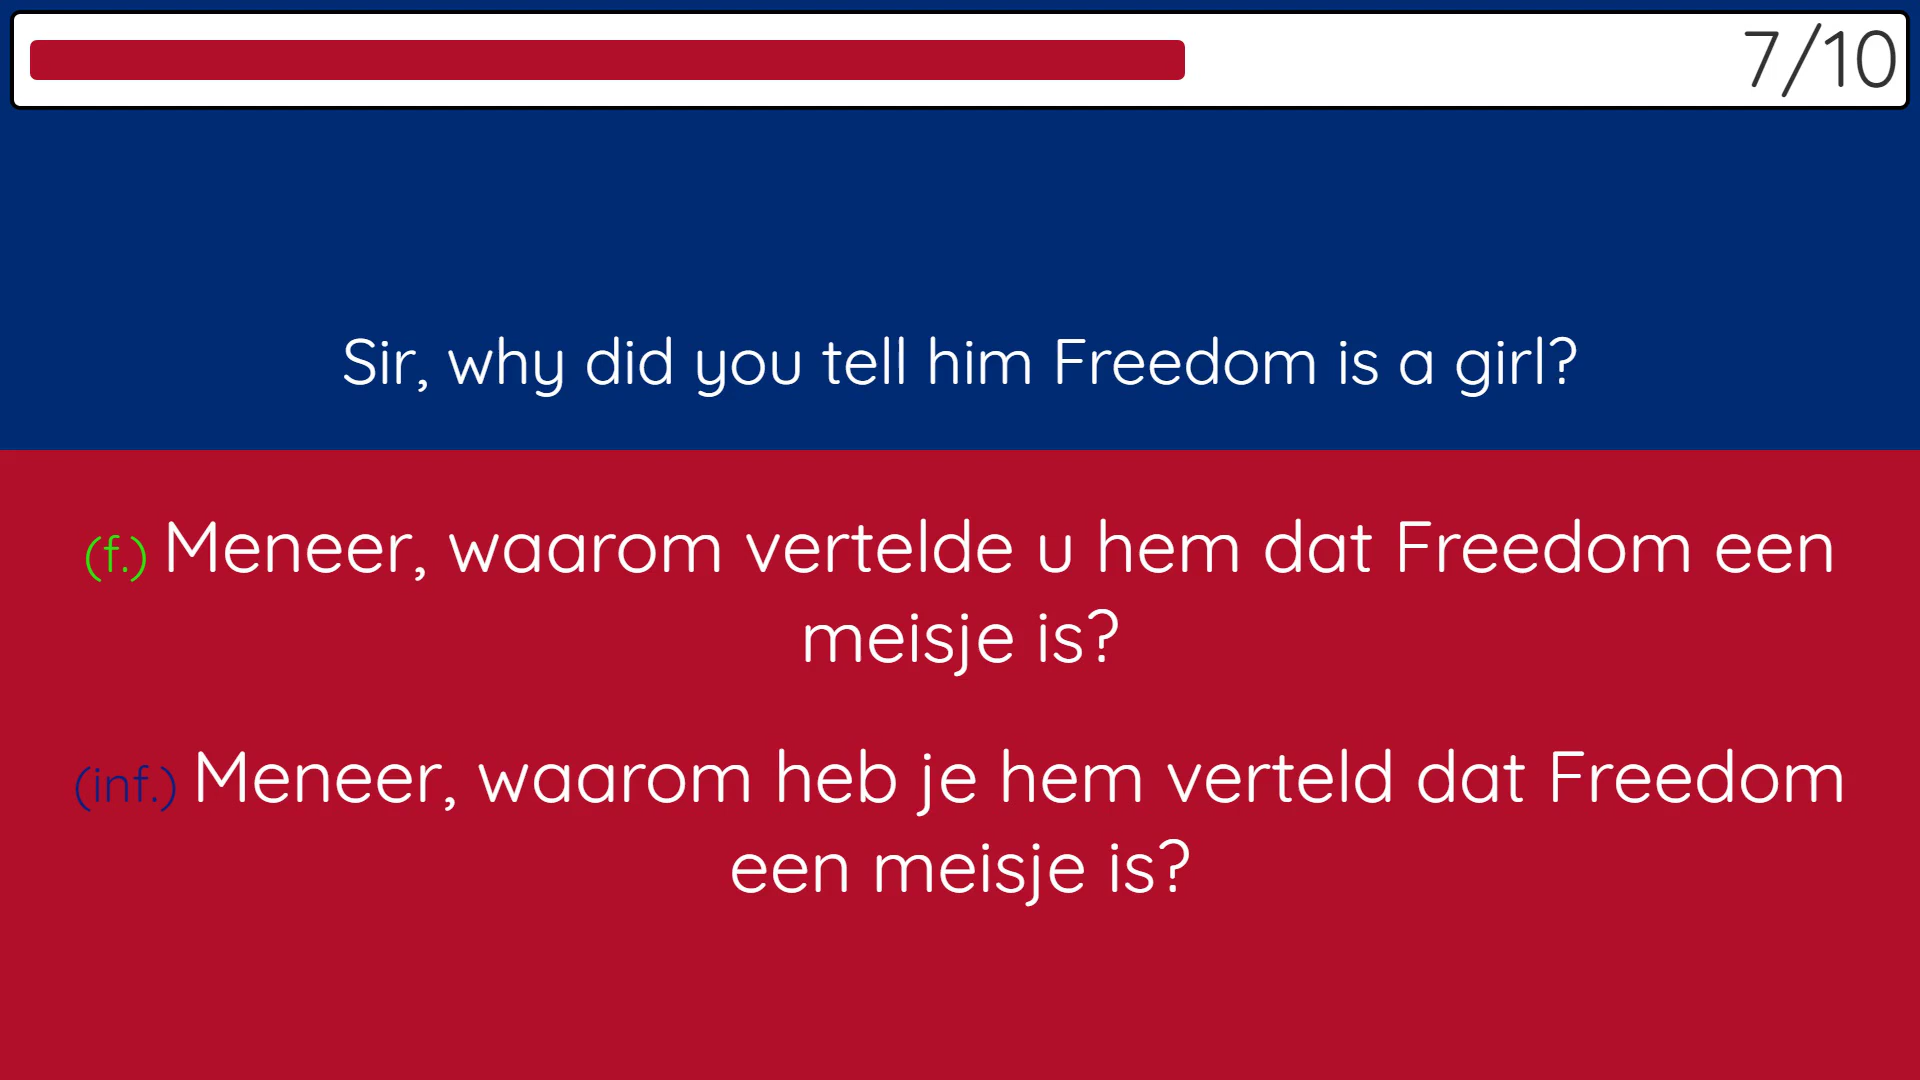 7/10
Sir, why did you tell him Freedom is a girl?
(f.) Meneer, waarom vertelde u hem dat Freedom een
meisje is?
(inf.) Meneer, waarom heb je hem verteld dat Freedom
een meisje is?